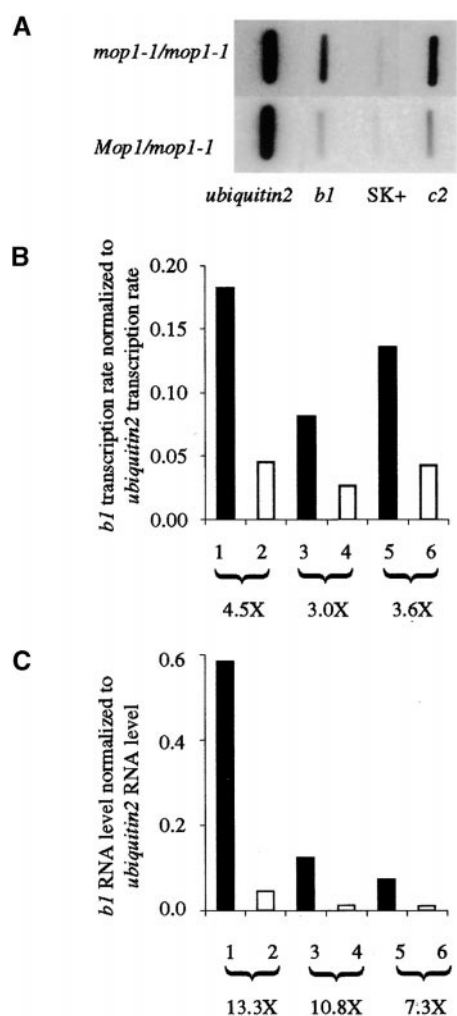 A
mop1-1/mop1-1
Mop1/mop1-1
ubiquitin2 b1 SK+ c2
B
b1 transcription rate normalized to
ubiquitin2 transcription rate
0.20
0.15
0.10
0.05
0.00
1 2 3 4 5 6
4.5X 3.0X 3.6X
C
b1 RNA level normalized to
ubiquitin2 RNA level
0.6
0.4
0.2
0.0
1 2 3 4 5 6
13.3X 10.8X 7:3X